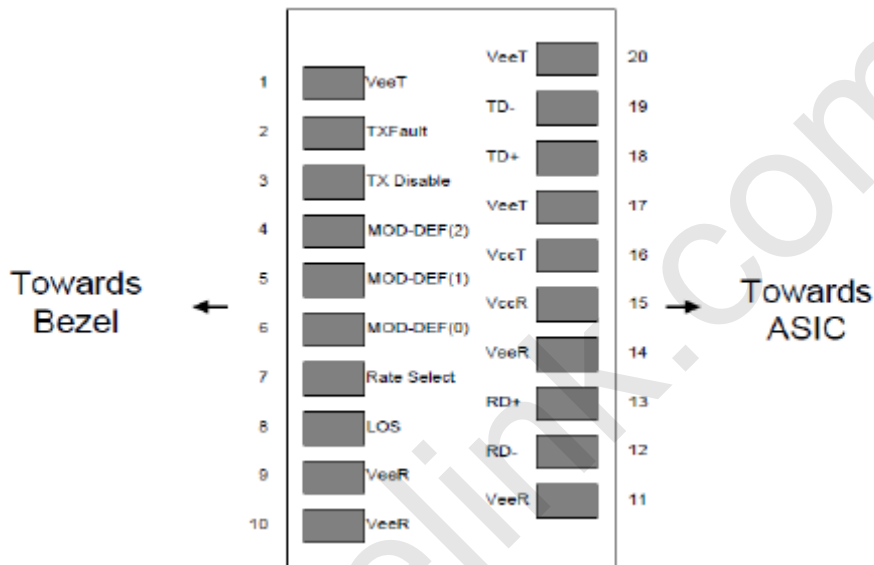 1 VeeT
2 TXFault
3 TX Disable
4 MOD-DEF(2)
5 MOD-DEF(1)
6 MOD-DEF(0)
7 Rate Select
8 LOS
9 VeeR
10 VeeR
VeeT 20
TD- 19
TD+ 18
VeeT 17
VccT 16
VccR 15
VeeR 14
RD+ 13
RD- 12
VeeR 11
Towards
Bezel
Towards
ASIC
elink.com